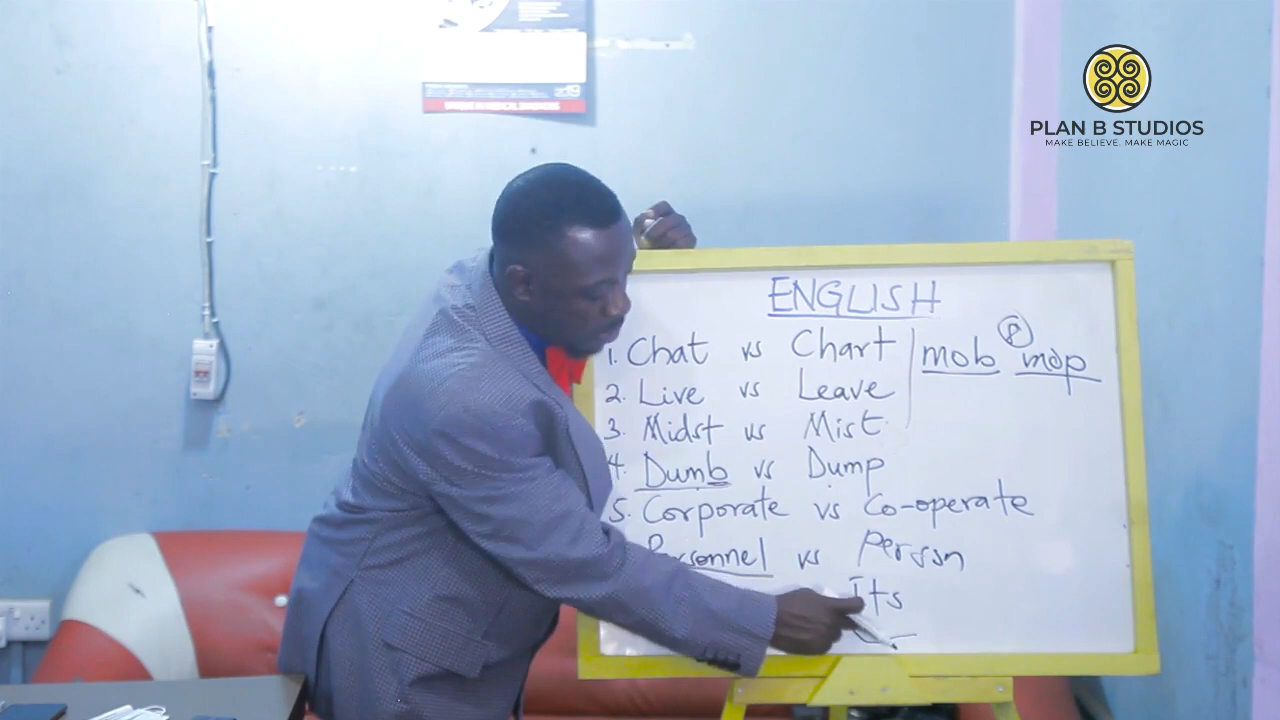 PLAN B STUDIOS
MAKE BELIEVE. MAKE MAGIC
ENGLISH
1. Chat vs Chart
mob P mop
2. Live vs Leave
3. Midst vs Mist
4. Dumb vs Dump
5. Corporate vs Co-operate
Personnel vs Person
Its